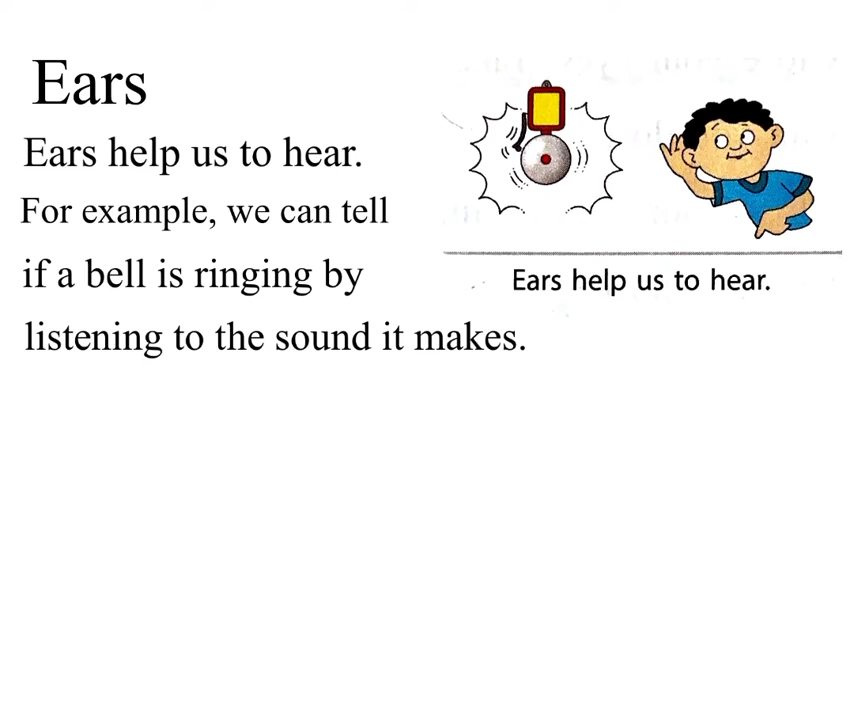 Ears
Ears help us to hear.
For example, we can tell
if a bell is ringing by
listening to the sound it makes.
Ears help us to hear.